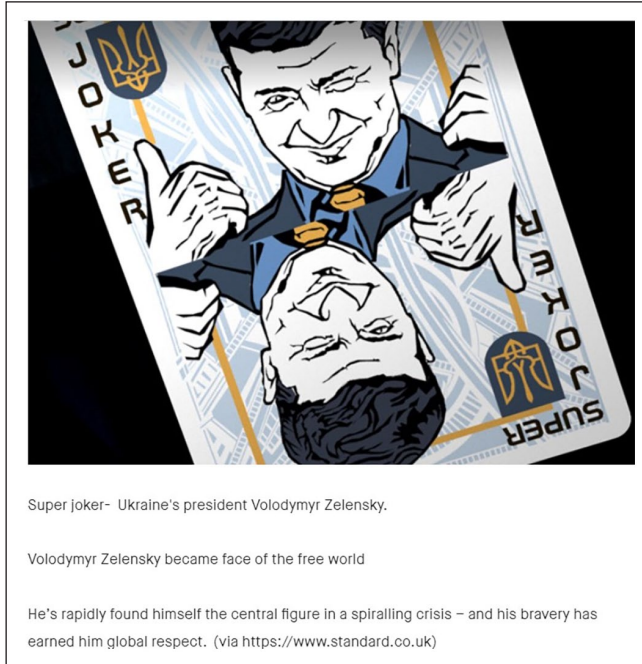 JOKER
SUPER JOKER
Super joker-  Ukraine's president Volodymyr Zelensky.
Volodymyr Zelensky became face of the free world
He's rapidly found himself the central figure in a spiralling crisis – and his bravery has
earned him global respect.  (via https://www.standard.co.uk)